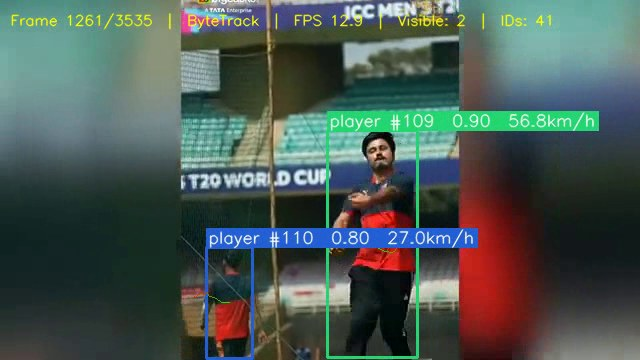 ICC MEN
A TATA Enterprise
Frame 1261/3535 | ByteTrack | FPS 12.9 | Visible: 2 | IDs: 41
player #109 0.90 56.8km/h
T20 WORLD CUP
player #110 0.80 27.0km/h